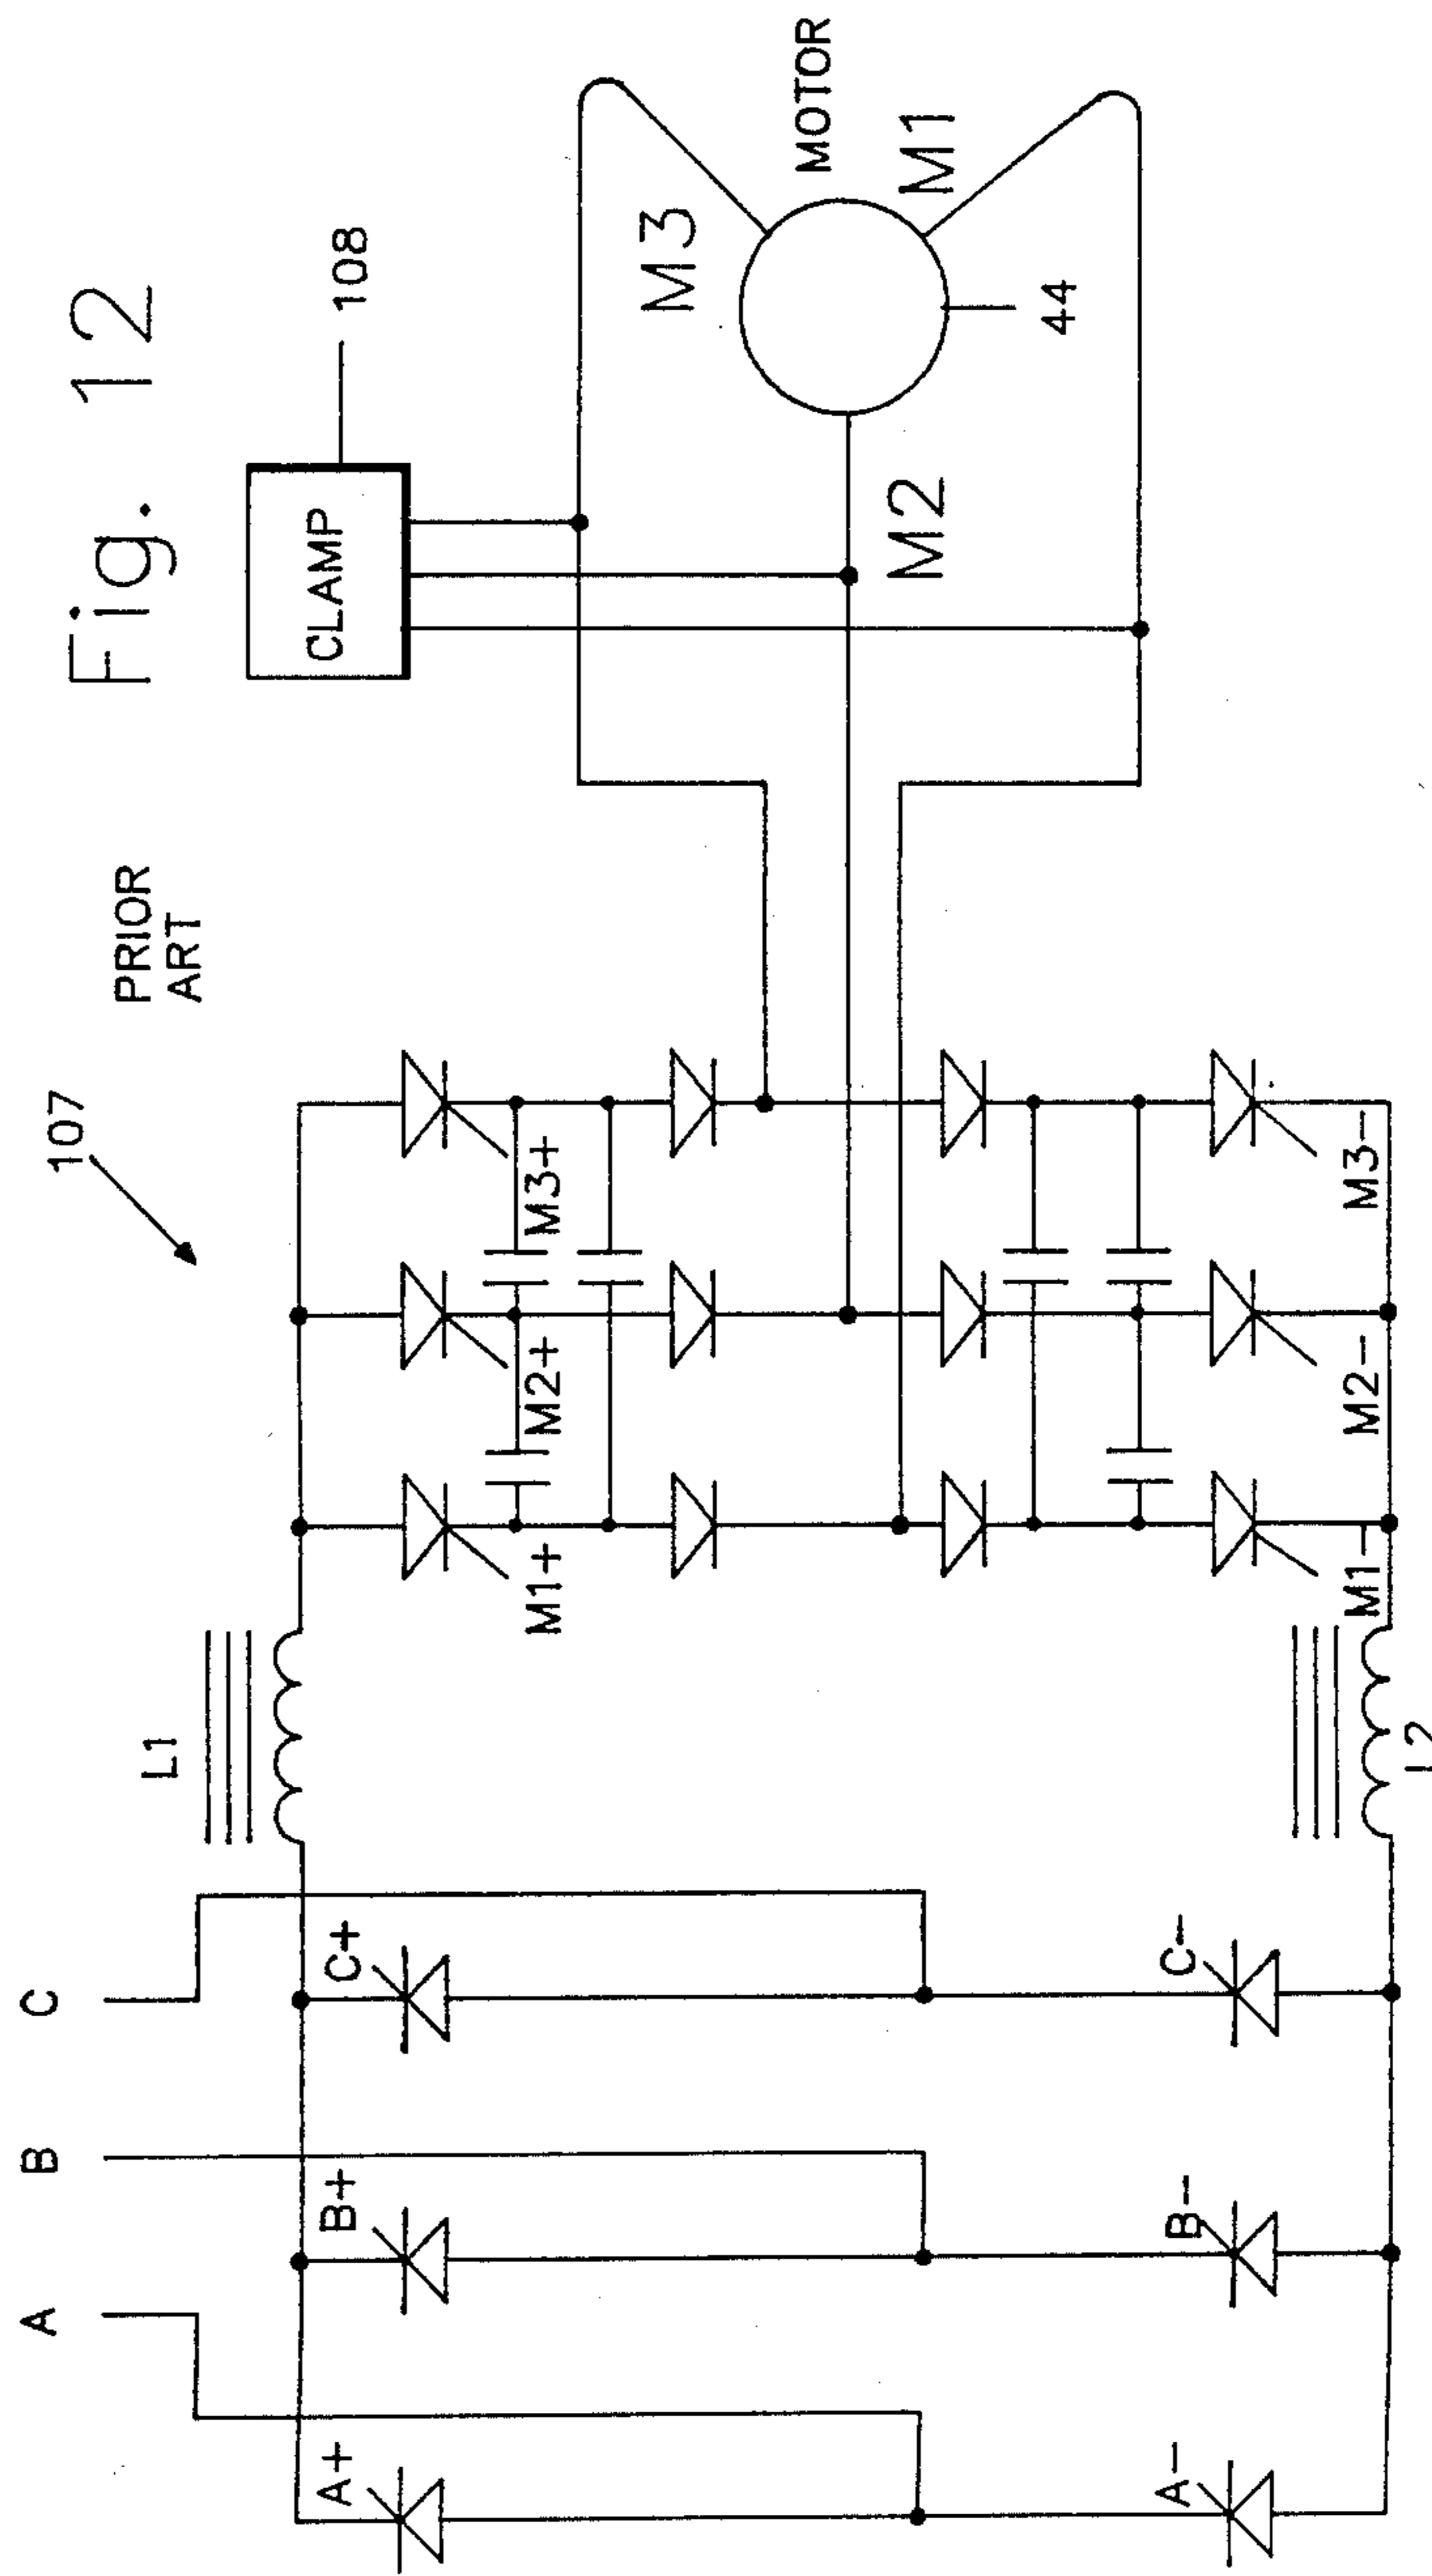 Fig. 12
PRIOR
ART
107
108
CLAMP
MOTOR
M3
M1
M2
44
A
B
C
L1
L2
A+
B+
C+
A-
B-
C-
M1+
M2+
M3+
M1-
M2-
M3-